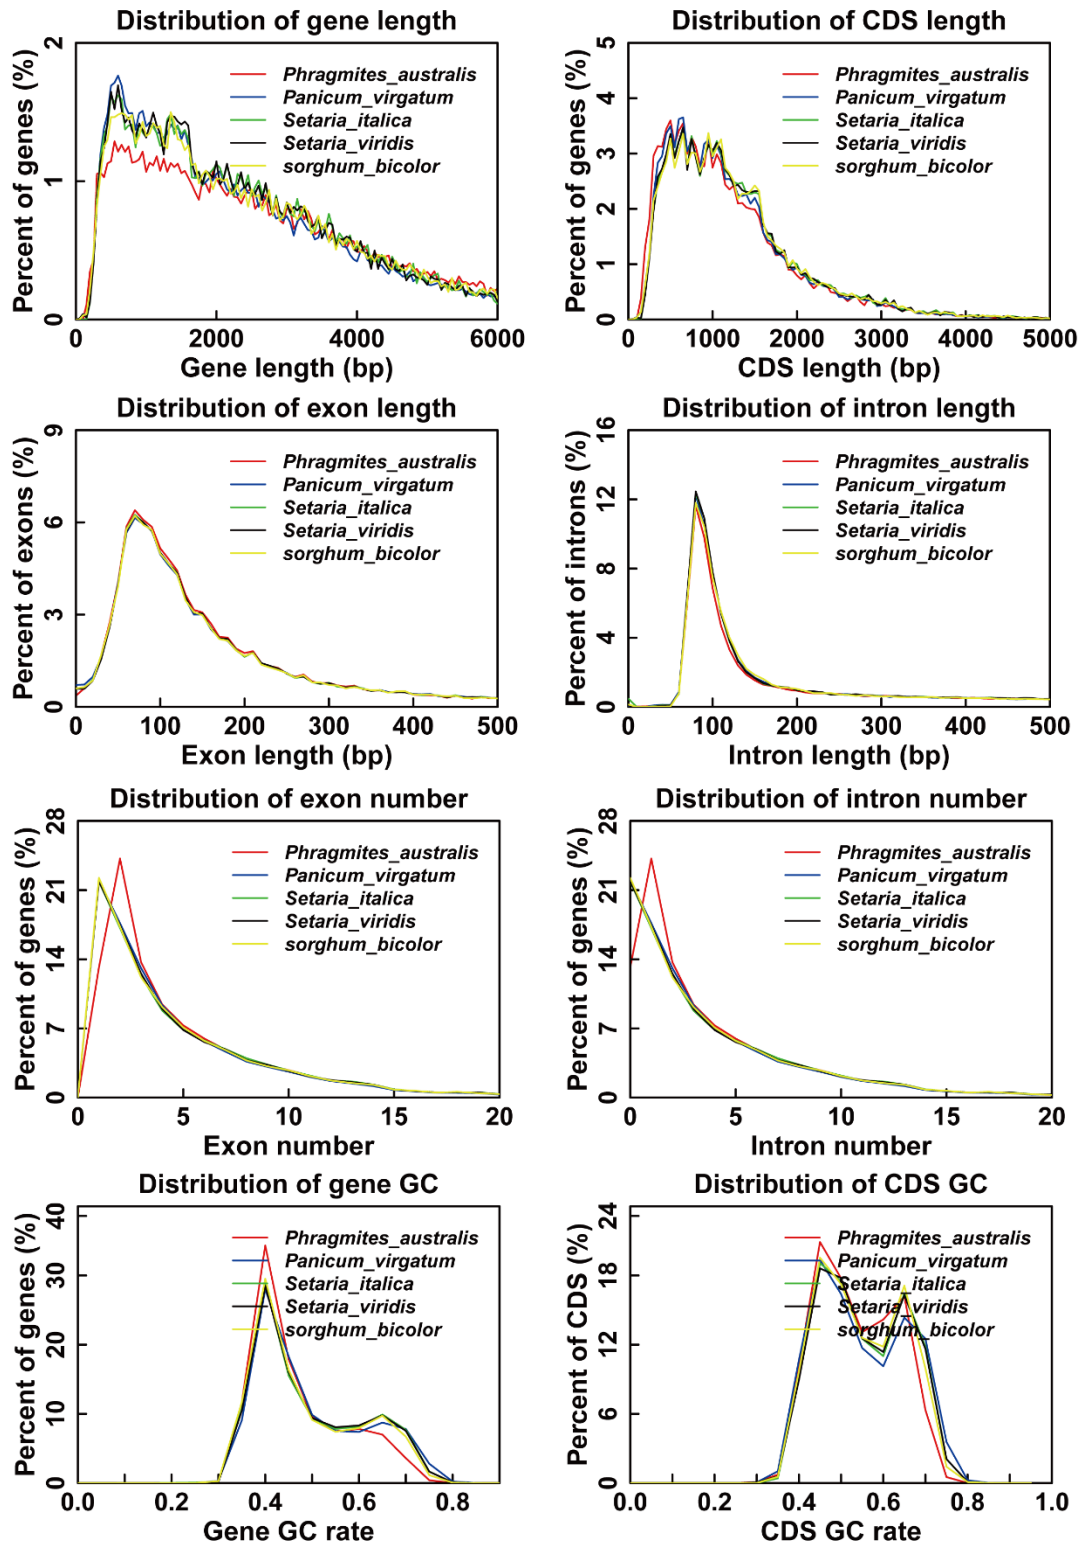 Distribution of gene length
Percent of genes (%)
2
1
0
Phragmites_australis
Panicum_virgatum
Setaria_italica
Setaria_viridis
sorghum_bicolor
0 2000 4000 6000
Gene length (bp)
Distribution of CDS length
Percent of genes (%)
5
4
3
2
1
0
Phragmites_australis
Panicum_virgatum
Setaria_italica
Setaria_viridis
sorghum_bicolor
0 1000 2000 3000 4000 5000
CDS length (bp)
Distribution of exon length
Percent of exons (%)
9
6
3
0
Phragmites_australis
Panicum_virgatum
Setaria_italica
Setaria_viridis
sorghum_bicolor
0 100 200 300 400 500
Exon length (bp)
Distribution of intron length
Percent of introns (%)
16
12
8
4
0
Phragmites_australis
Panicum_virgatum
Setaria_italica
Setaria_viridis
sorghum_bicolor
0 100 200 300 400 500
Intron length (bp)
Distribution of exon number
Percent of genes (%)
28
21
14
7
0
Phragmites_australis
Panicum_virgatum
Setaria_italica
Setaria_viridis
sorghum_bicolor
0 5 10 15 20
Exon number
Distribution of intron number
Percent of genes (%)
28
21
14
7
0
Phragmites_australis
Panicum_virgatum
Setaria_italica
Setaria_viridis
sorghum_bicolor
0 5 10 15 20
Intron number
Distribution of gene GC
Percent of genes (%)
40
30
20
10
0
Phragmites_australis
Panicum_virgatum
Setaria_italica
Setaria_viridis
sorghum_bicolor
0.0 0.2 0.4 0.6 0.8
Gene GC rate
Distribution of CDS GC
Percent of CDS (%)
24
18
12
6
0
Phragmites_australis
Panicum_virgatum
Setaria_italica
Setaria_viridis
sorghum_bicolor
0.0 0.2 0.4 0.6 0.8 1.0
CDS GC rate